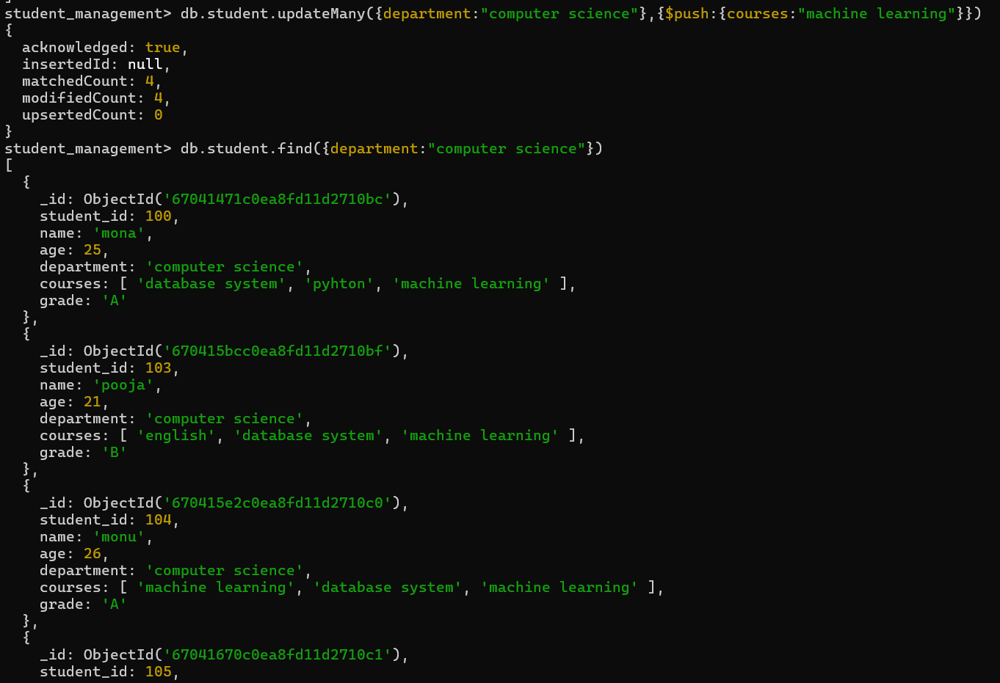 ]
student_management> db.student.updateMany({department:"computer science"},{$push:{courses:"machine learning"}})
{
  acknowledged: true,
  insertedId: null,
  matchedCount: 4,
  modifiedCount: 4,
  upsertedCount: 0
}
student_management> db.student.find({department:"computer science"})
[
  {
    _id: ObjectId('67041471c0ea8fd11d2710bc'),
    student_id: 100,
    name: 'mona',
    age: 25,
    department: 'computer science',
    courses: [ 'database system', 'pyhton', 'machine learning' ],
    grade: 'A'
  },
  {
    _id: ObjectId('670415bcc0ea8fd11d2710bf'),
    student_id: 103,
    name: 'pooja',
    age: 21,
    department: 'computer science',
    courses: [ 'english', 'database system', 'machine learning' ],
    grade: 'B'
  },
  {
    _id: ObjectId('670415e2c0ea8fd11d2710c0'),
    student_id: 104,
    name: 'monu',
    age: 26,
    department: 'computer science',
    courses: [ 'machine learning', 'database system', 'machine learning' ],
    grade: 'A'
  },
  {
    _id: ObjectId('67041670c0ea8fd11d2710c1'),
    student_id: 105,